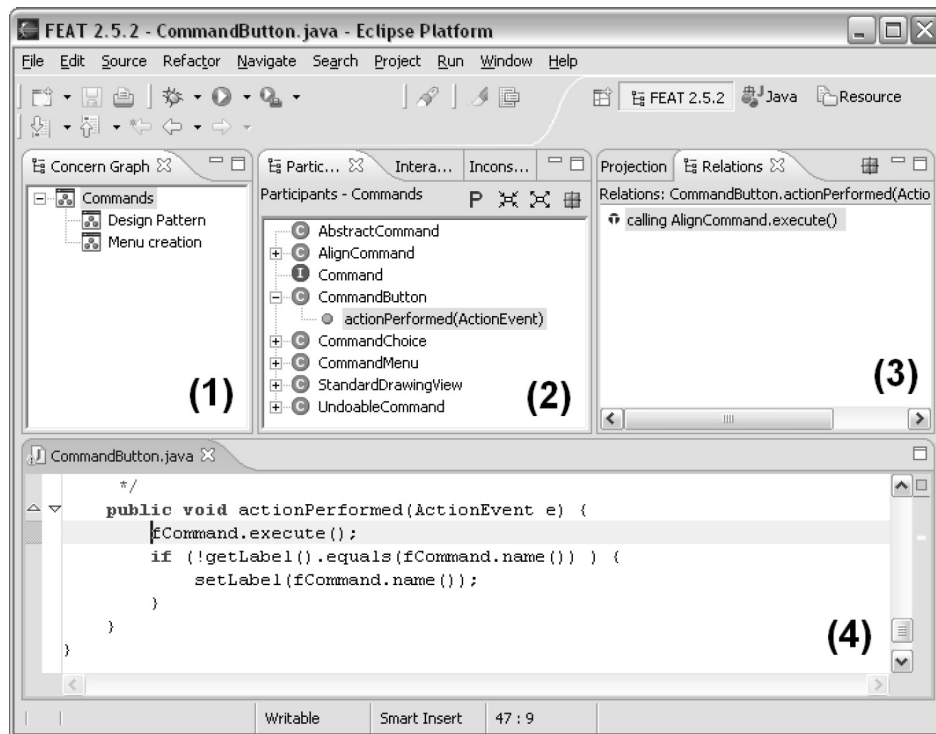 FEAT 2.5.2 - CommandButton.java - Eclipse Platform
File Edit Source Refactor Navigate Search Project Run Window Help
FEAT 2.5.2 Java Resource
Concern Graph
Commands
Design Pattern
Menu creation
(1)
Partic... Intera... Incons...
Participants - Commands P
C AbstractCommand
C AlignCommand
I Command
C CommandButton
actionPerformed(ActionEvent)
C CommandChoice
C CommandMenu
C StandardDrawingView
C UndoableCommand
(2)
Projection Relations
Relations: CommandButton.actionPerformed(Actio
calling AlignCommand.execute()
(3)
CommandButton.java
*/
public void actionPerformed(ActionEvent e) {
fCommand.execute();
if (!getLabel().equals(fCommand.name()) ) {
setLabel(fCommand.name());
}
}
}
(4)
Writable Smart Insert 47 : 9